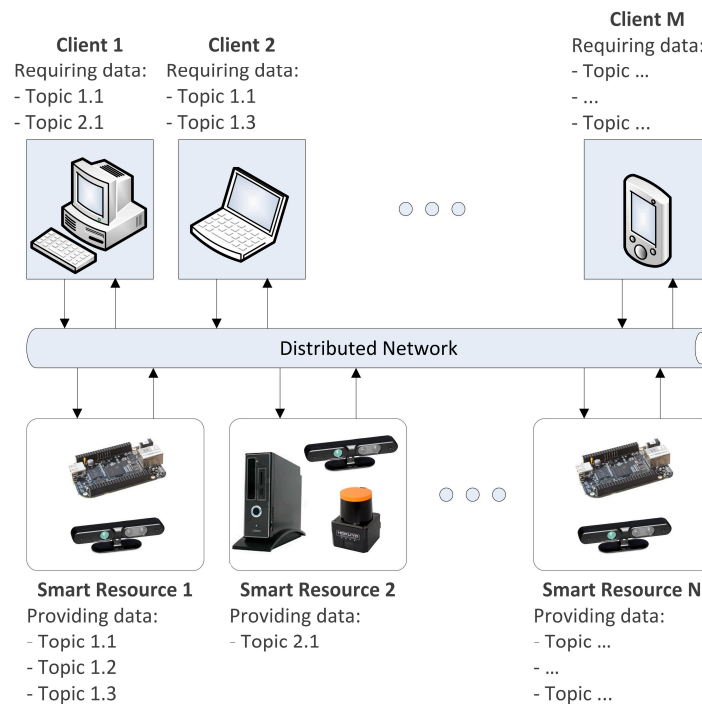 Client 1
Requiring data:
- Topic 1.1
- Topic 2.1
Client 2
Requiring data:
- Topic 1.1
- Topic 1.3
Client M
Requiring data:
- Topic ...
- ...
- Topic ...
Distributed Network
Smart Resource 1
Providing data:
- Topic 1.1
- Topic 1.2
- Topic 1.3
HOKUYO
Smart Resource 2
Providing data:
- Topic 2.1
Smart Resource N
Providing data:
- Topic ...
- ...
- Topic ...